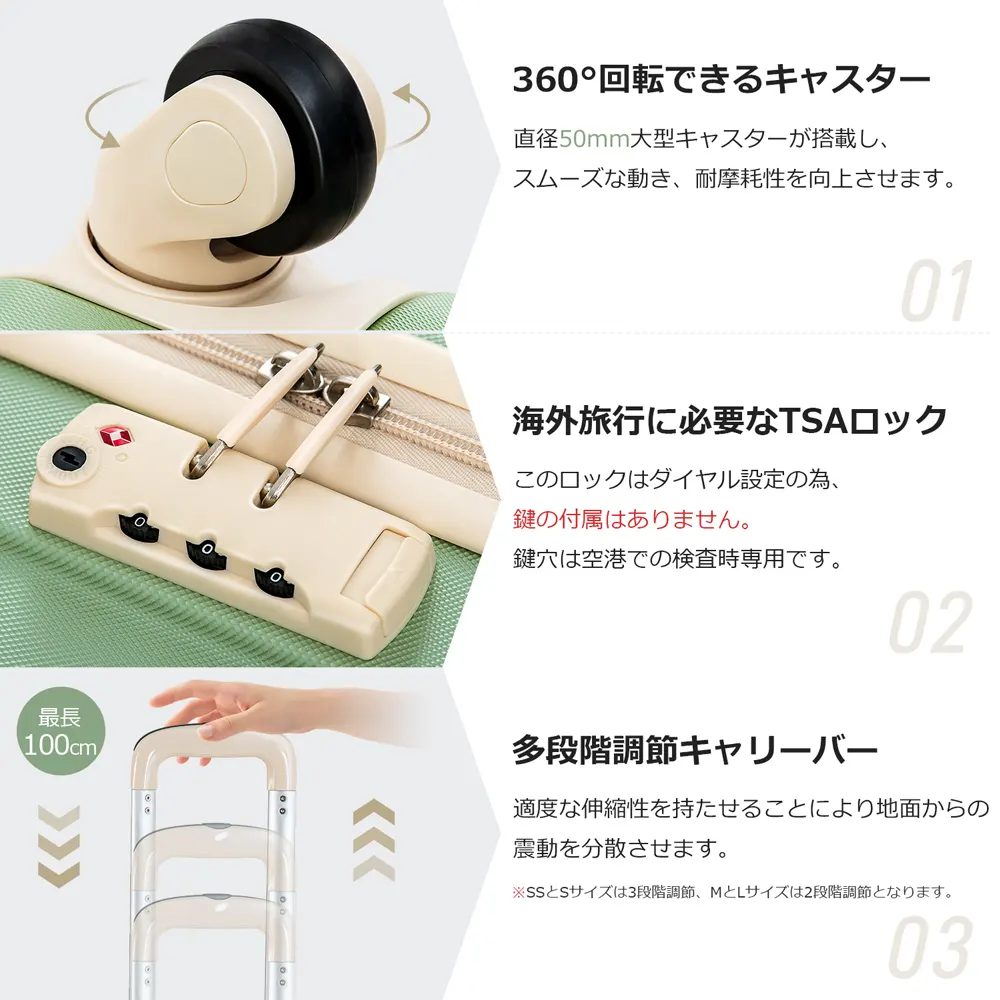 360°回転できるキャスター
直径50mm大型キャスターが搭載し、
スムーズな動き、耐摩耗性を向上させます。
01
海外旅行に必要なTSAロック
このロックはダイヤル設定の為、
鍵の付属はありません。
鍵穴は空港での検査時専用です。
0
0
0
02
最長
100cm
多段階調節キャリーバー
適度な伸縮性を持たせることにより地面からの
震動を分散させます。
※SSとSサイズは3段階調節、MとLサイズは2段階調節となります。
03